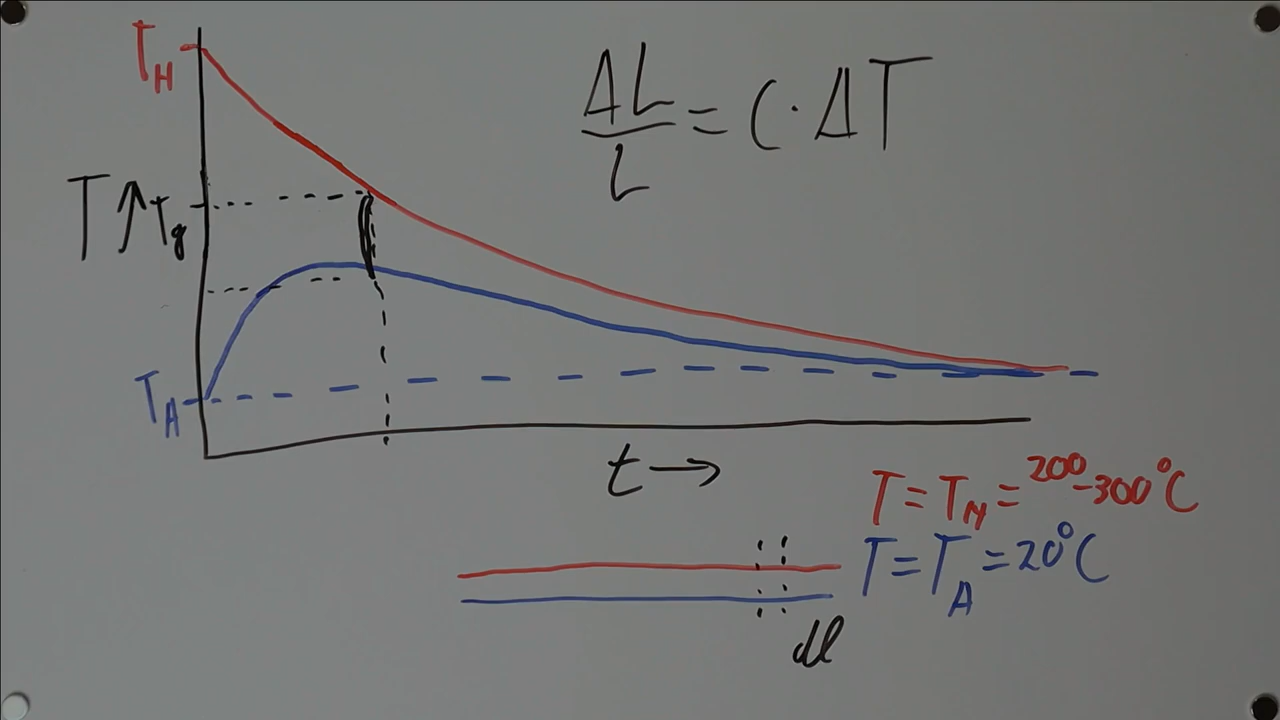 T_H
ΔL/L = C·ΔT
T↑
T_g
T_A
t→
T = T_M = 200-300°C
T = T_A = 20°C
dl